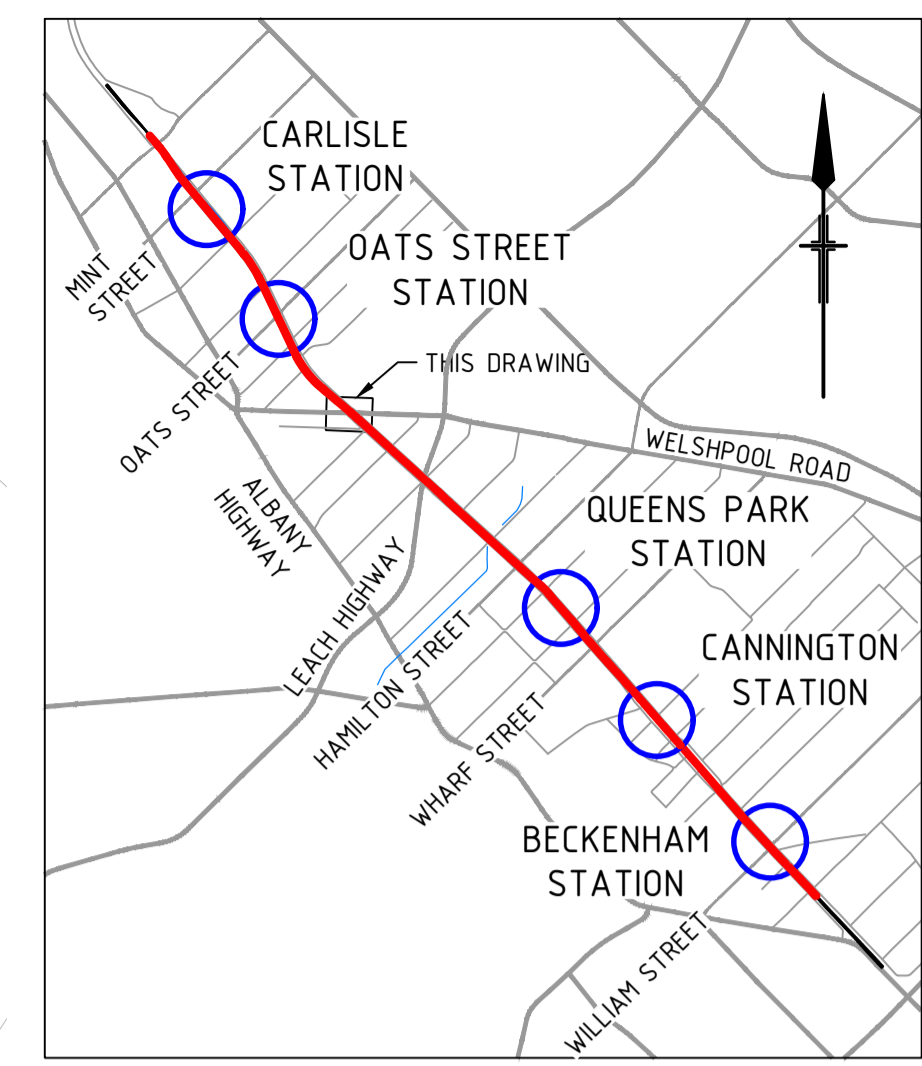 CARLISLE
STATION
OATS STREET
STATION
MINT
STREET
THIS DRAWING
OATS STREET
WELSHPOOL ROAD
ALBANY
HIGHWAY
QUEENS PARK
STATION
LEACH HIGHWAY
CANNINGTON
STATION
HAMILTON STREET
WHARF STREET
BECKENHAM
STATION
WILLIAM STREET